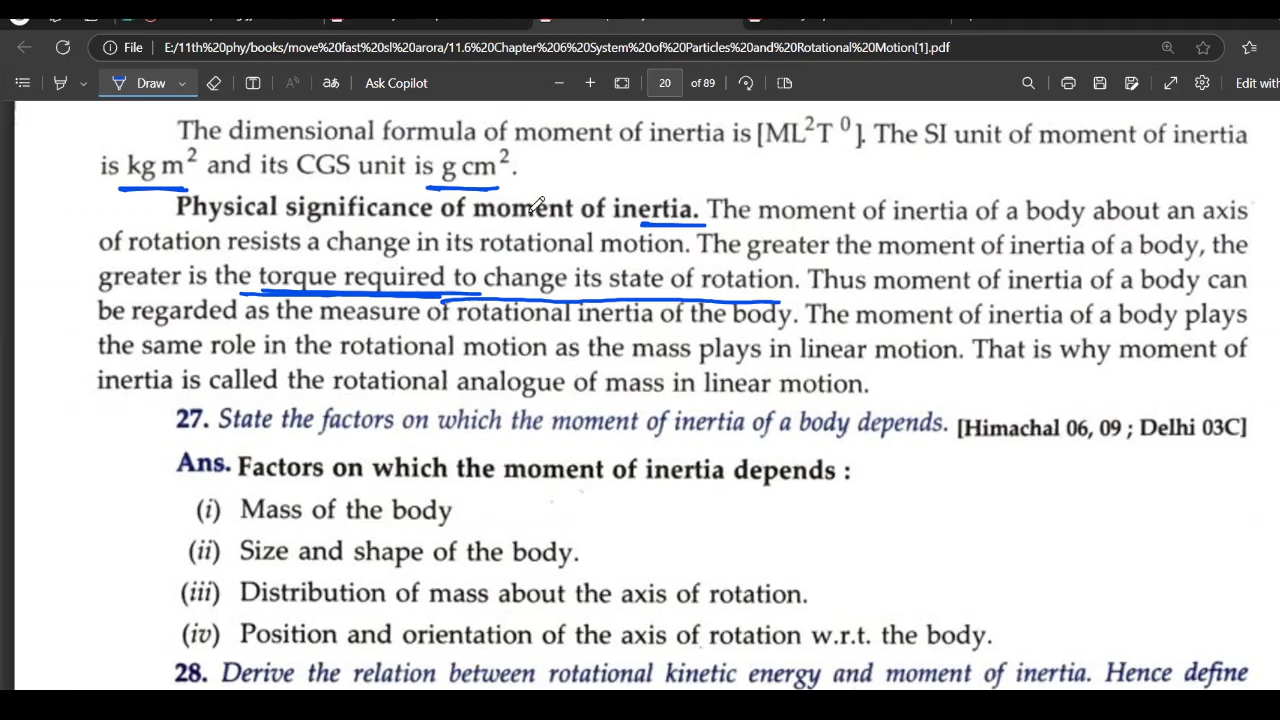 File E:/11th%20phy/books/move%20fast%20sl%20arora/11.6%20Chapter%206%20System%20of%20Particles%20and%20Rotational%20Motion[1].pdf
Draw aあ Ask Copilot 20 of 89 Edit with
The dimensional formula of moment of inertia is [ML²T⁰]. The SI unit of moment of inertia
is kg m² and its CGS unit is g cm².
Physical significance of moment of inertia. The moment of inertia of a body about an axis
of rotation resists a change in its rotational motion. The greater the moment of inertia of a body, the
greater is the torque required to change its state of rotation. Thus moment of inertia of a body can
be regarded as the measure of rotational inertia of the body. The moment of inertia of a body plays
the same role in the rotational motion as the mass plays in linear motion. That is why moment of
inertia is called the rotational analogue of mass in linear motion.
27. State the factors on which the moment of inertia of a body depends. [Himachal 06, 09 ; Delhi 03C]
Ans. Factors on which the moment of inertia depends :
(i) Mass of the body
(ii) Size and shape of the body.
(iii) Distribution of mass about the axis of rotation.
(iv) Position and orientation of the axis of rotation w.r.t. the body.
28. Derive the relation between rotational kinetic energy and moment of inertia. Hence define